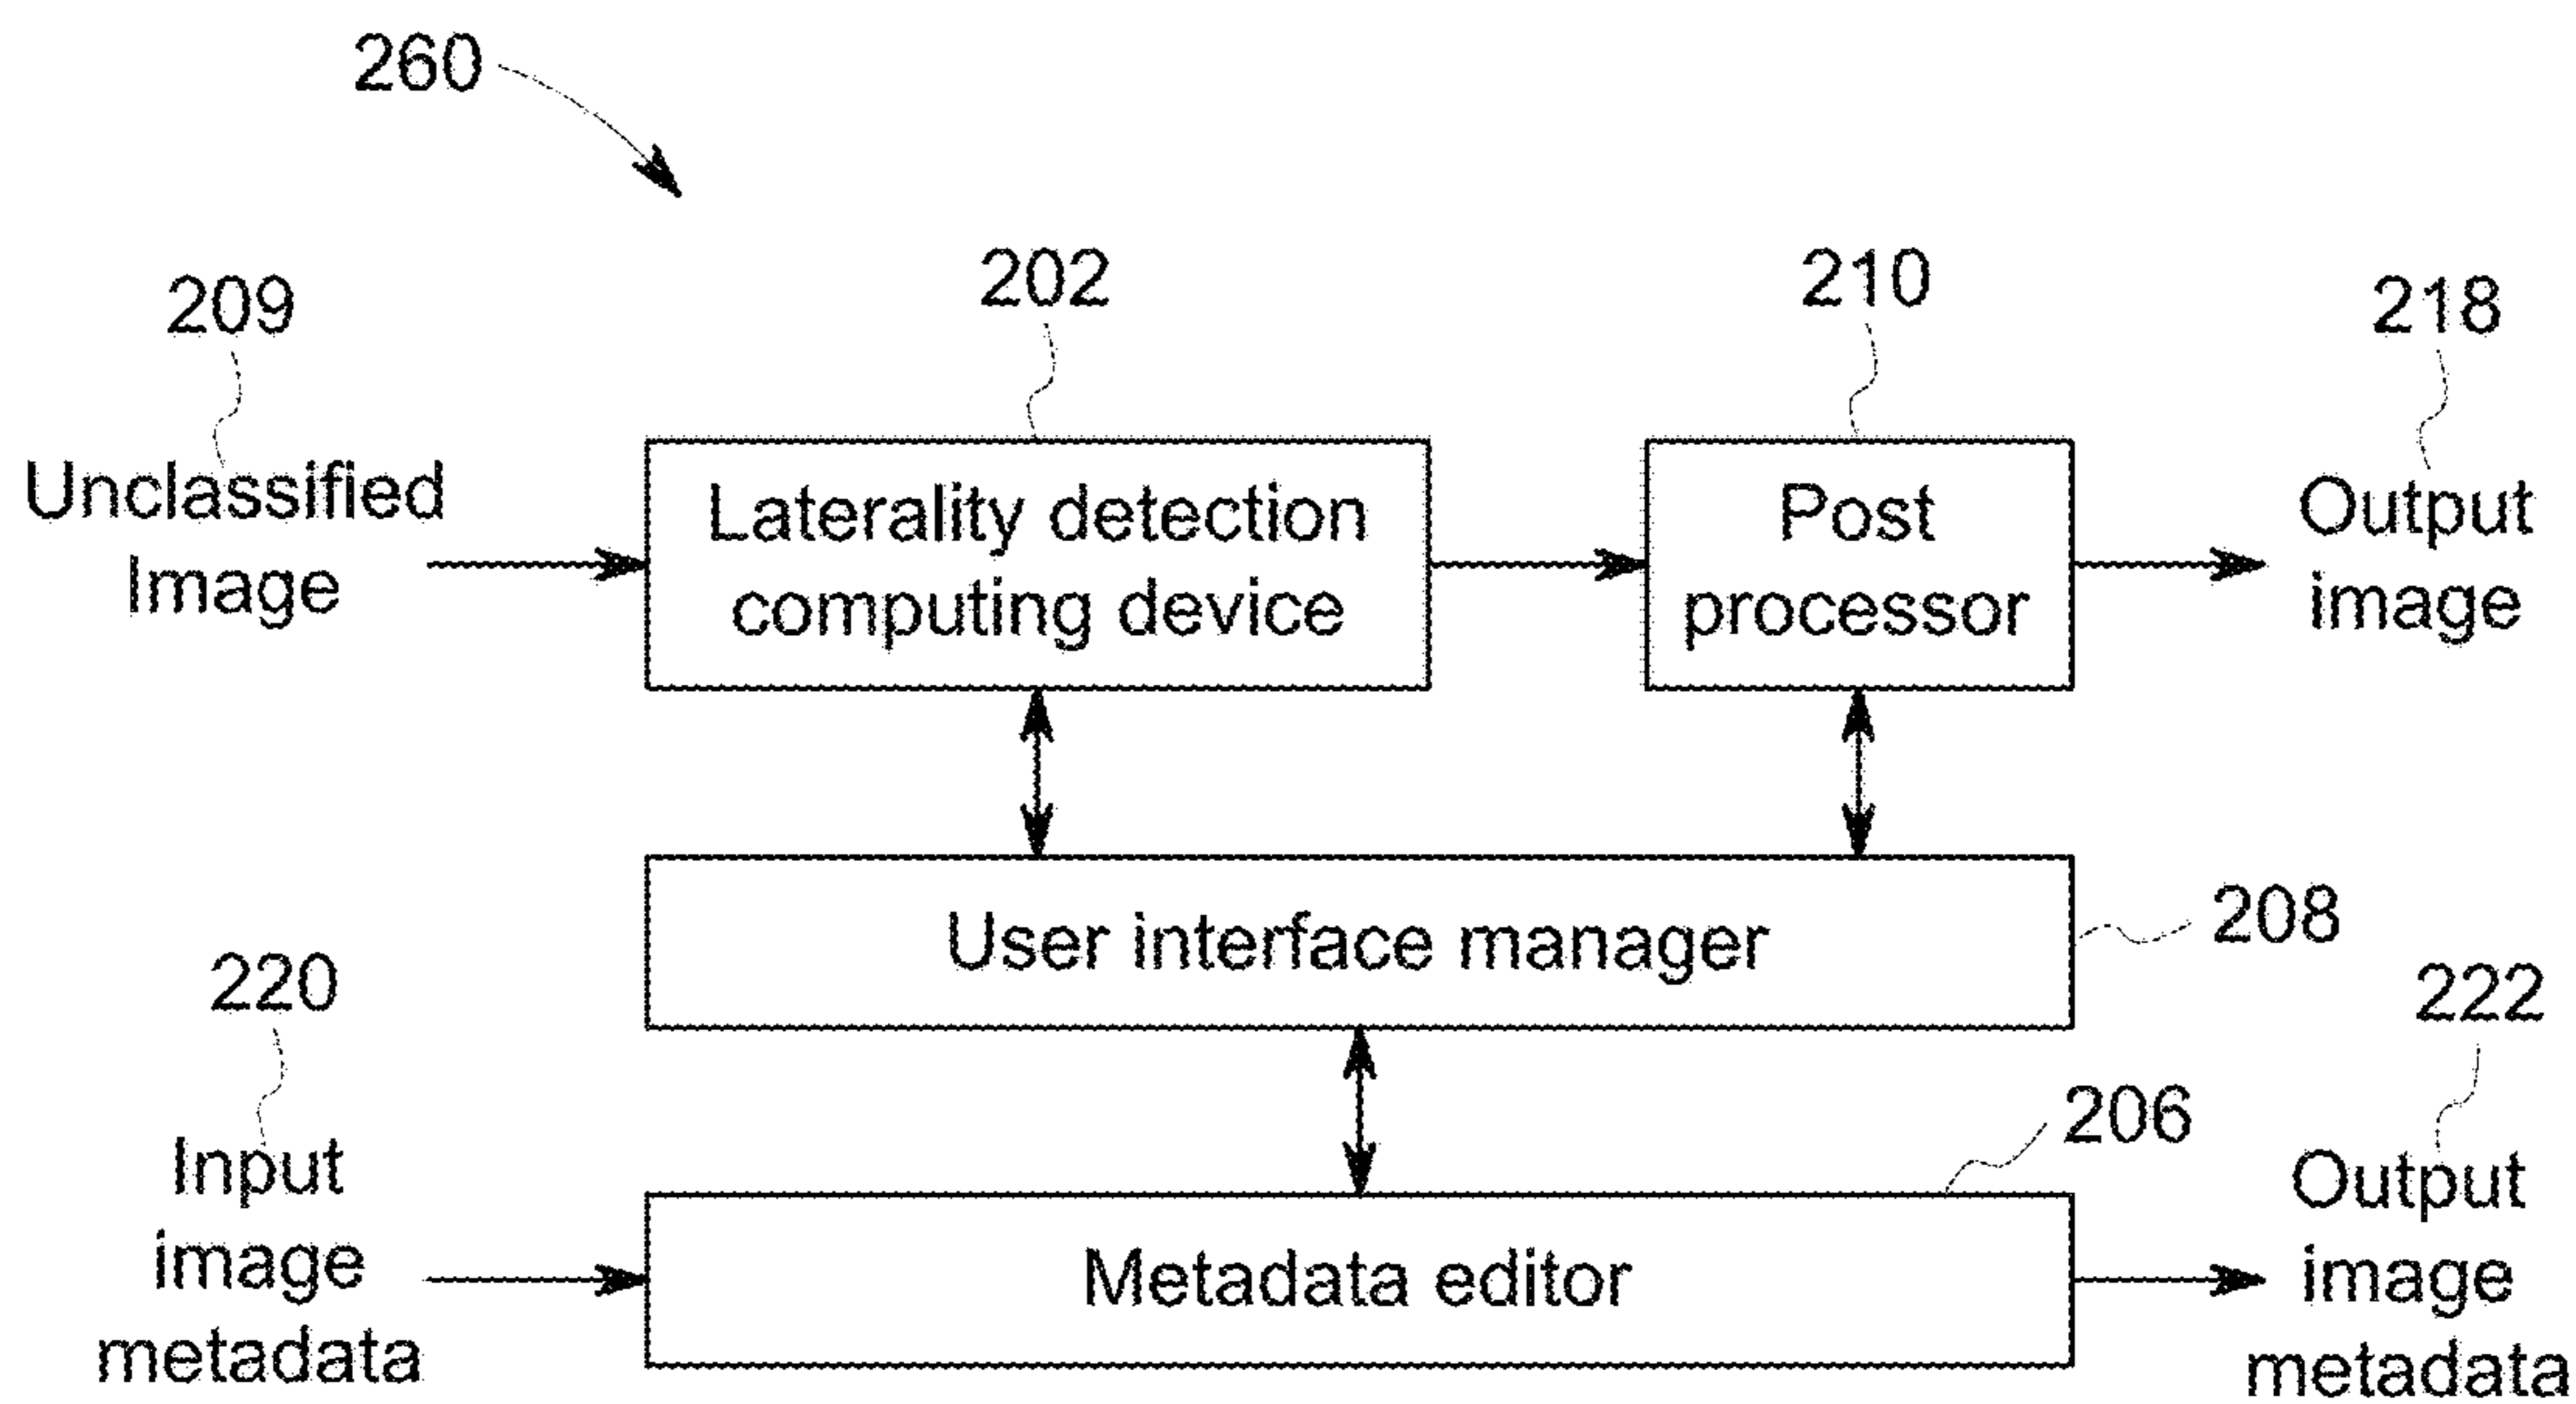 260
209
202
210
218
Unclassified
Image
Laterality detection
computing device
Post
processor
Output
image
User interface manager
208
220
222
206
Input
image
metadata
Metadata editor
Output
image
metadata